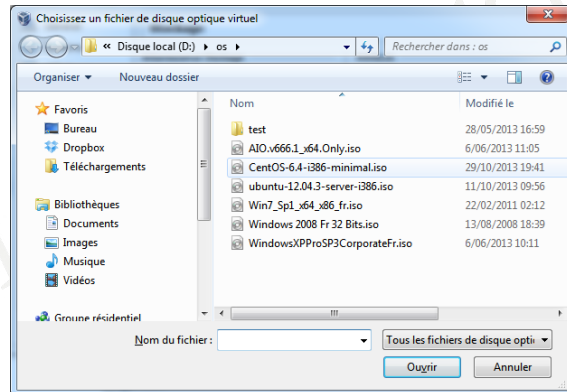 Choisissez un fichier de disque optique virtuel
« Disque local (D:) ▸ os ▸
Rechercher dans : os
Organiser ▼ Nouveau dossier
Favoris
Bureau
Dropbox
Téléchargements
Bibliothèques
Documents
Images
Musique
Vidéos
Groupe résidentiel
Nom Modifié le
test 28/05/2013 16:59
AIO.v666.1_x64.Only.iso 6/06/2013 11:05
CentOS-6.4-i386-minimal.iso 29/10/2013 19:41
ubuntu-12.04.3-server-i386.iso 11/10/2013 09:56
Win7_Sp1_x64_x86_fr.iso 22/02/2011 02:12
Windows 2008 Fr 32 Bits.iso 13/08/2008 18:39
WindowsXPProSP3CorporateFr.iso 6/06/2013 10:11
Nom du fichier :
Tous les fichiers de disque opti
Ouvrir Annuler